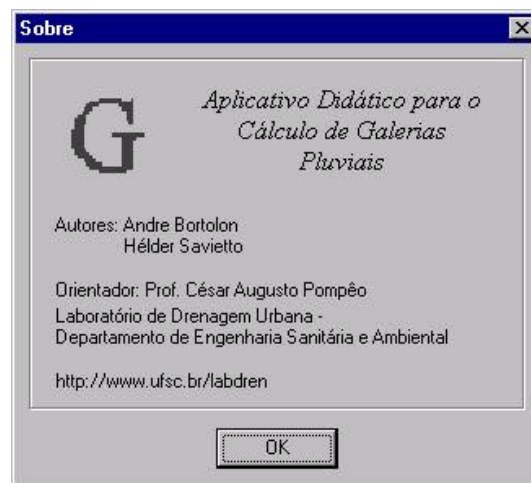 Sobre
G
Aplicativo Didático para o
Cálculo de Galerias
Pluviais
Autores: Andre Bortolon
Hélder Savietto
Orientador: Prof. César Augusto Pompêo
Laboratório de Drenagem Urbana -
Departamento de Engenharia Sanitária e Ambiental
http://www.ufsc.br/labdren
OK